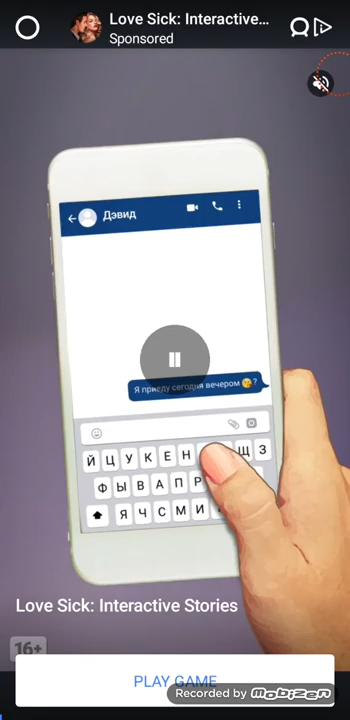 Love Sick: Interactive...
Sponsored
Дэвид
Я приеду сегодня вечером 😘?
Й Ц У К Е Н Щ З
Ф Ы В А П Р
Я Ч С М И
Love Sick: Interactive Stories
16+
PLAY GAME
Recorded by mobizen